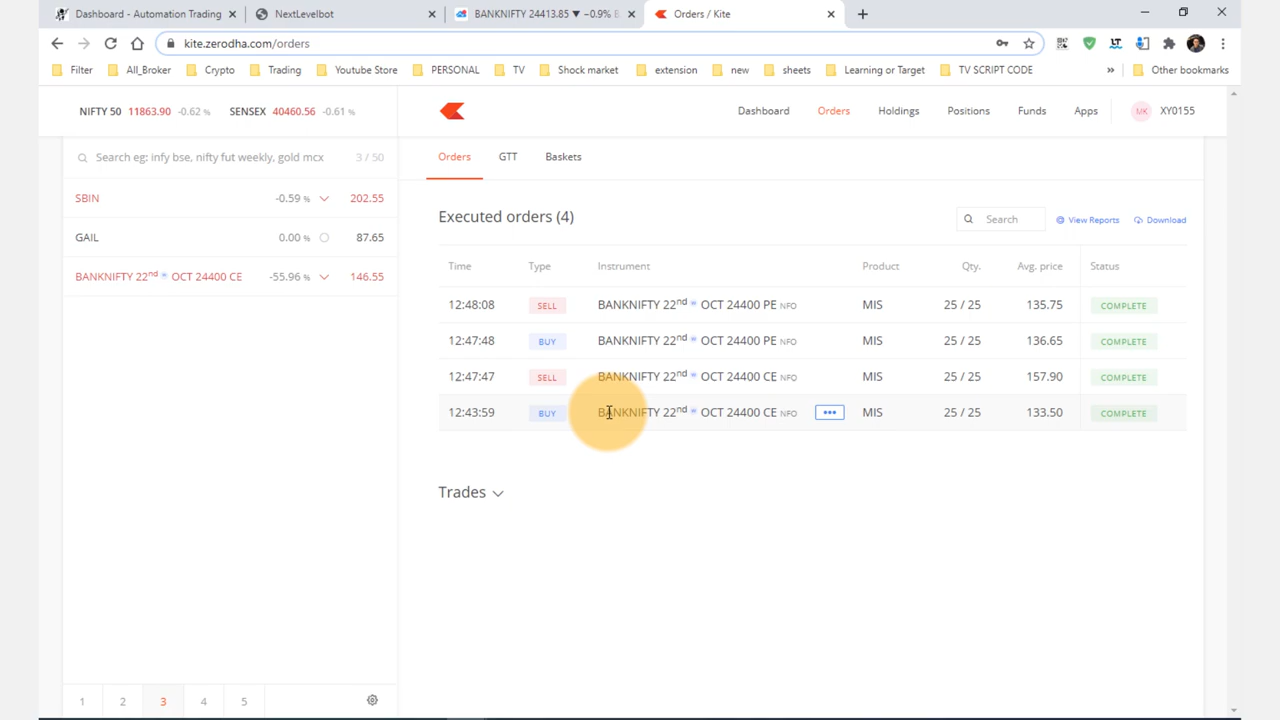 Dashboard - Automation Trading
NextLevelbot
BANKNIFTY 24413.85 ▼ −0.9% B
Orders / Kite
kite.zerodha.com/orders
Filter
All_Broker
Crypto
Trading
Youtube Store
PERSONAL
TV
Shock market
extension
new
sheets
Learning or Target
TV SCRIPT CODE
Other bookmarks
NIFTY 50 11863.90 -0.62 % SENSEX 40460.56 -0.61 %
Dashboard Orders Holdings Positions Funds Apps MK XY0155
Search eg: infy bse, nifty fut weekly, gold mcx 3 / 50
SBIN -0.59 % 202.55
GAIL 0.00 % 87.65
BANKNIFTY 22nd OCT 24400 CE -55.96 % 146.55
1 2 3 4 5
Orders GTT Baskets
Executed orders (4) Search View Reports Download
Time Type Instrument Product Qty. Avg. price Status
12:48:08 SELL BANKNIFTY 22nd OCT 24400 PE NFO MIS 25 / 25 135.75 COMPLETE
12:47:48 BUY BANKNIFTY 22nd OCT 24400 PE NFO MIS 25 / 25 136.65 COMPLETE
12:47:47 SELL BANKNIFTY 22nd OCT 24400 CE NFO MIS 25 / 25 157.90 COMPLETE
12:43:59 BUY BANKNIFTY 22nd OCT 24400 CE NFO MIS 25 / 25 133.50 COMPLETE
Trades